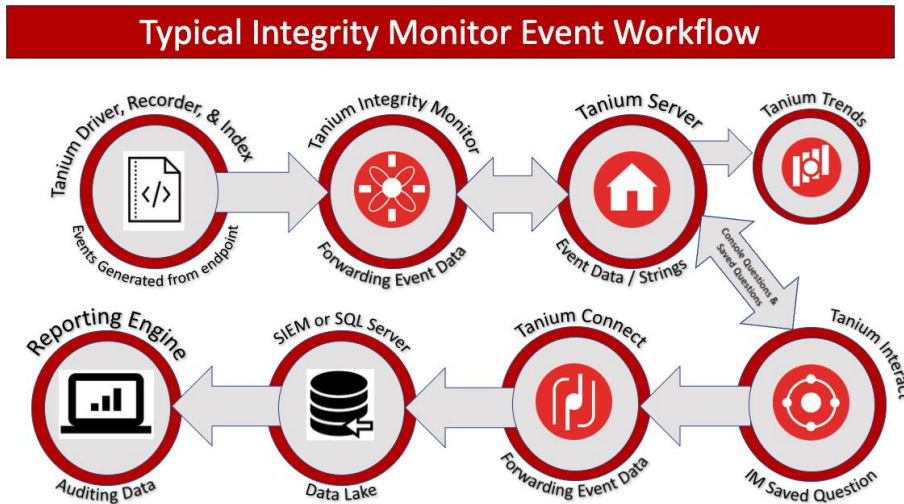 Typical Integrity Monitor Event Workflow
Tanium Driver, Recorder, & Index
</>
Events Generated from endpoint
Tanium Integrity Monitor
Forwarding Event Data
Tanium Server
Event Data / Strings
Tanium Trends
Console Questions &
Saved Questions
Tanium Interact
IM Saved Question
Tanium Connect
Forwarding Event Data
SIEM or SQL Server
Data Lake
Reporting Engine
Auditing Data